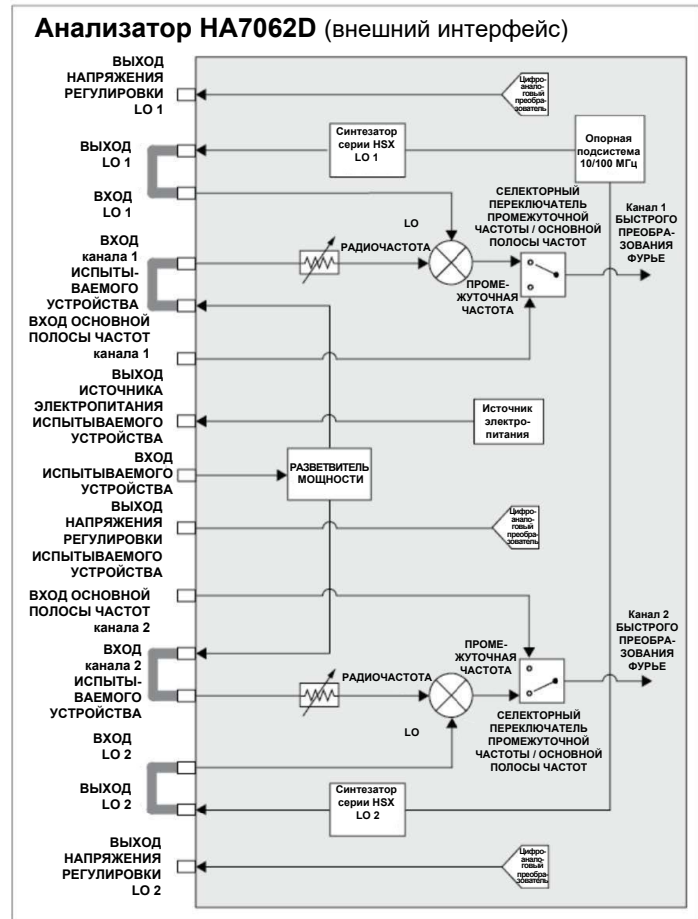 Анализатор HA7062D (внешний интерфейс)
ВЫХОД
НАПРЯЖЕНИЯ
РЕГУЛИРОВКИ
LO 1
Цифро-
анало-
говый
преобра-
зователь
ВЫХОД
LO 1
Синтезатор
серии HSX
LO 1
Опорная
подсистема
10/100 МГц
ВХОД
LO 1
LO
СЕЛЕКТОРНЫЙ
ПЕРЕКЛЮЧАТЕЛЬ
ПРОМЕЖУТОЧНОЙ
ЧАСТОТЫ / ОСНОВНОЙ
ПОЛОСЫ ЧАСТОТ
Канал 1
БЫСТРОГО
ПРЕОБРА-
ЗОВАНИЯ
ФУРЬЕ
ВХОД
канала 1
ИСПЫТЫ-
ВАЕМОГО
УСТРОЙСТВА
РАДИОЧАСТОТА
ПРОМЕ-
ЖУТОЧНАЯ
ЧАСТОТА
ВХОД ОСНОВНОЙ
ПОЛОСЫ ЧАСТОТ
канала 1
ВЫХОД
ИСТОЧНИКА
ЭЛЕКТРОПИТАНИЯ
ИСПЫТЫВАЕМОГО
УСТРОЙСТВА
Источник
электро-
питания
ВХОД
ИСПЫТЫВАЕМОГО
УСТРОЙСТВА
РАЗВЕТВИТЕЛЬ
МОЩНОСТИ
ВЫХОД
НАПРЯЖЕНИЯ
РЕГУЛИРОВКИ
ИСПЫТЫВАЕМОГО
УСТРОЙСТВА
Цифро-
анало-
говый
преобра-
зователь
ВХОД ОСНОВНОЙ
ПОЛОСЫ ЧАСТОТ
канала 2
Канал 2
БЫСТРОГО
ПРЕОБРА-
ЗОВАНИЯ
ФУРЬЕ
ВХОД
канала 2
ИСПЫТЫ-
ВАЕМОГО
УСТРОЙСТВА
РАДИОЧАСТОТА
ПРОМЕ-
ЖУТОЧНАЯ
ЧАСТОТА
LO
СЕЛЕКТОРНЫЙ
ПЕРЕКЛЮЧАТЕЛЬ
ПРОМЕЖУТОЧНОЙ
ЧАСТОТЫ / ОСНОВНОЙ
ПОЛОСЫ ЧАСТОТ
ВХОД
LO 2
ВЫХОД
LO 2
Синтезатор
серии HSX
LO 2
ВЫХОД
НАПРЯЖЕНИЯ
РЕГУЛИРОВКИ
LO 2
Цифро-
анало-
говый
преобра-
зователь